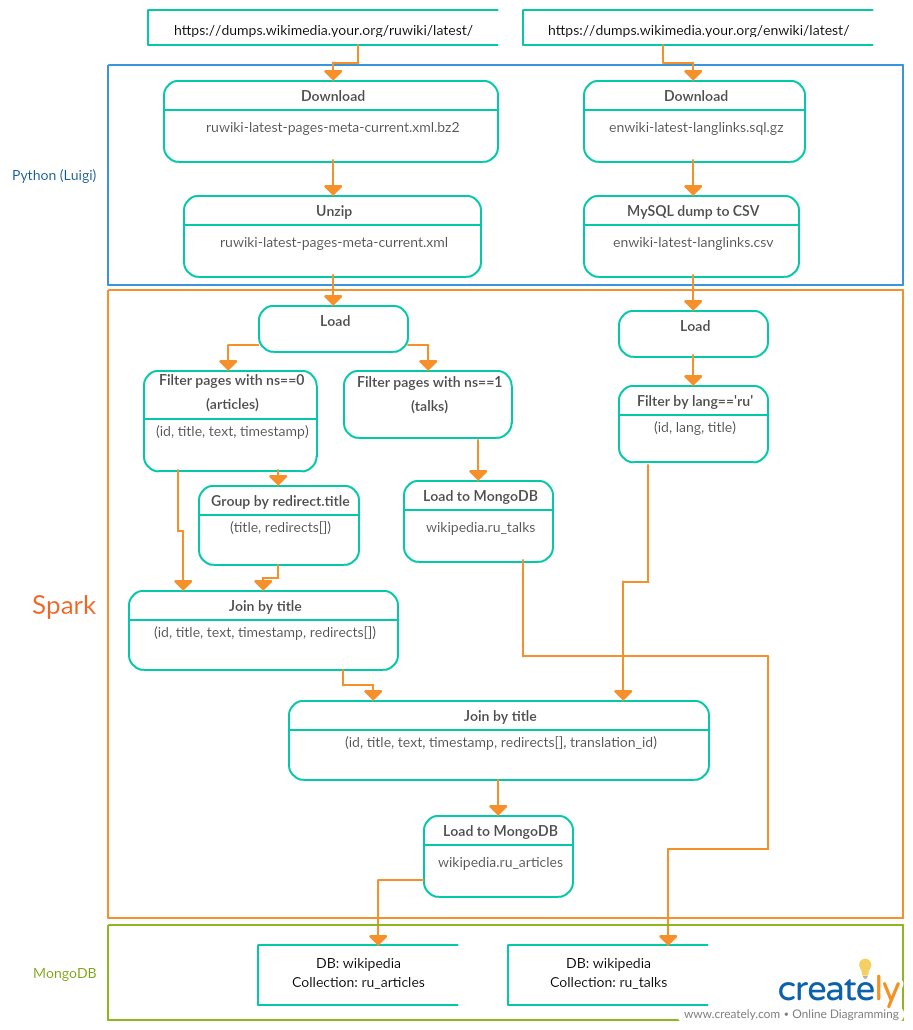 https://dumps.wikimedia.your.org/ruwiki/latest/
https://dumps.wikimedia.your.org/enwiki/latest/
Python (Luigi)
Download
ruwiki-latest-pages-meta-current.xml.bz2
Download
enwiki-latest-langlinks.sql.gz
Unzip
ruwiki-latest-pages-meta-current.xml
MySQL dump to CSV
enwiki-latest-langlinks.csv
Spark
Load
Load
Filter pages with ns==0
(articles)
(id, title, text, timestamp)
Filter pages with ns==1
(talks)
Filter by lang=='ru'
(id, lang, title)
Group by redirect.title
(title, redirects[])
Load to MongoDB
wikipedia.ru_talks
Join by title
(id, title, text, timestamp, redirects[])
Join by title
(id, title, text, timestamp, redirects[], translation_id)
Load to MongoDB
wikipedia.ru_articles
MongoDB
DB: wikipedia
Collection: ru_articles
DB: wikipedia
Collection: ru_talks
creately
www.creately.com • Online Diagramming